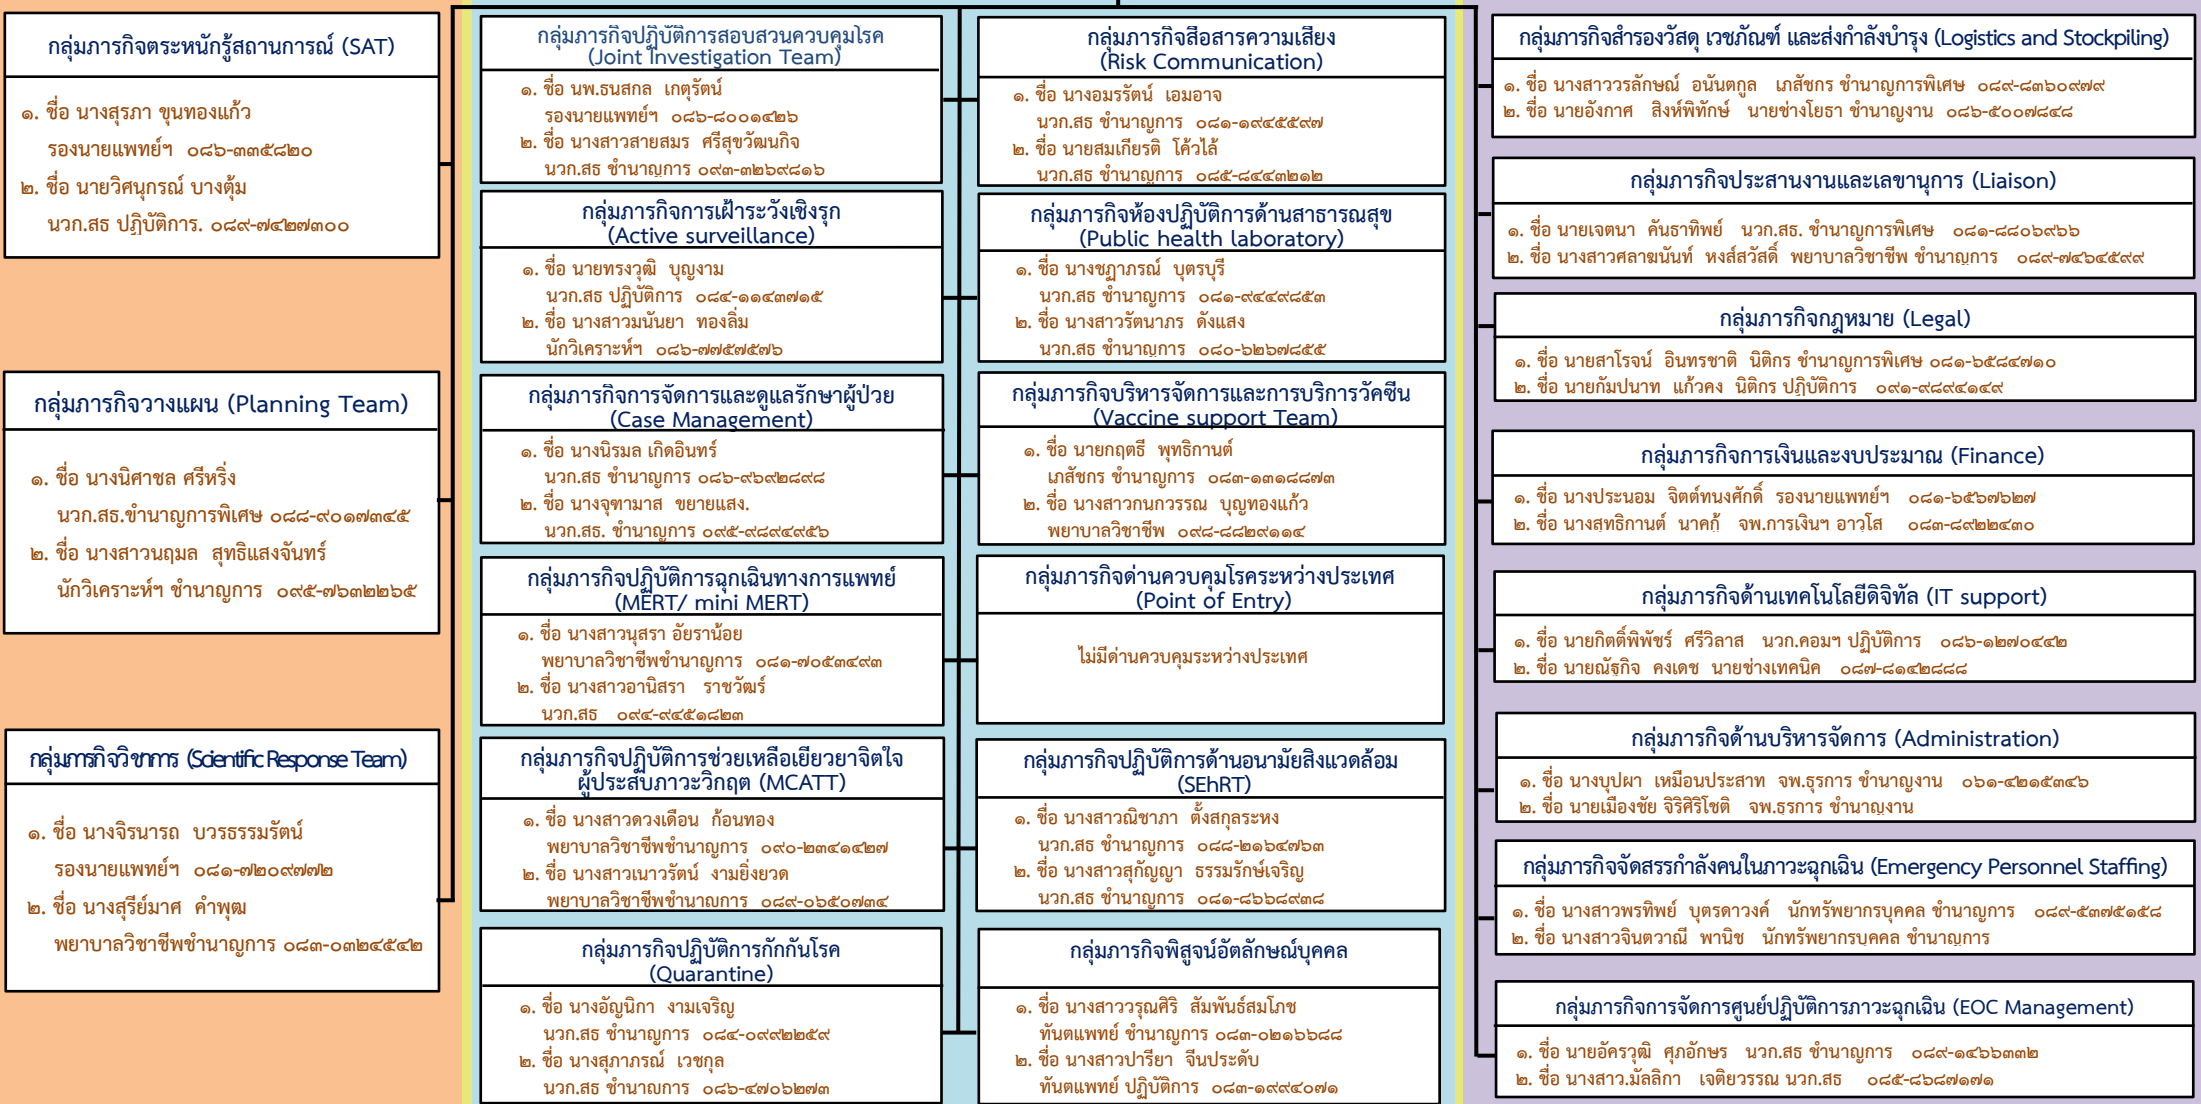 กลุ่มภารกิจตระหนักรู้สถานการณ์ (SAT)
๑. ชื่อ นางสุรภา ขุนทองแก้ว
รองนายแพทย์ฯ ๐๘๖-๓๓๕๘๒๐
๒. ชื่อ นายวิศนุกรณ์ บางตุ้ม
นวก.สธ ปฏิบัติการ. ๐๘๙-๗๔๒๗๓๐๐
กลุ่มภารกิจวางแผน (Planning Team)
๑. ชื่อ นางนิศาชล ศรีหริ่ง
นวก.สธ.ชำนาญการพิเศษ ๐๘๘-๙๐๑๗๓๔๕
๒. ชื่อ นางสาวนฤมล สุทธิแสงจันทร์
นักวิเคราะห์ฯ ชำนาญการ ๐๙๕-๗๖๓๒๒๖๕
กลุ่มภารกิจวิชาการ (Scientific Response Team)
๑. ชื่อ นางจิรนารถ บวรธรรมรัตน์
รองนายแพทย์ฯ ๐๘๑-๗๒๐๙๗๗๒
๒. ชื่อ นางสุรีย์มาศ คำพุฒ
พยาบาลวิชาชีพชำนาญการ ๐๘๓-๐๓๒๔๕๔๒
กลุ่มภารกิจปฏิบัติการสอบสวนควบคุมโรค
(Joint Investigation Team)
๑. ชื่อ นพ.ธนสกล เกตุรัตน์
รองนายแพทย์ฯ ๐๘๖-๘๐๐๑๔๒๖
๒. ชื่อ นางสาวสายสมร ศรีสุขวัฒนกิจ
นวก.สธ ชำนาญการ ๐๙๓-๓๒๖๙๘๑๖
กลุ่มภารกิจการเฝ้าระวังเชิงรุก
(Active surveillance)
๑. ชื่อ นายทรงวุฒิ บุญงาม
นวก.สธ ปฏิบัติการ ๐๘๔-๑๑๔๓๗๑๕
๒. ชื่อ นางสาวมนันยา ทองลิ่ม
นักวิเคราะห์ฯ ๐๘๖-๗๗๕๗๕๗๖
กลุ่มภารกิจการจัดการและดูแลรักษาผู้ป่วย
(Case Management)
๑. ชื่อ นางนิรมล เกิดอินทร์
นวก.สธ ชำนาญการ ๐๘๖-๙๖๙๒๘๙๘
๒. ชื่อ นางจุฑามาส ขยายแสง.
นวก.สธ. ชำนาญการ ๐๙๕-๙๘๙๔๙๕๖
กลุ่มภารกิจปฏิบัติการฉุกเฉินทางการแพทย์
(MERT/ mini MERT)
๑. ชื่อ นางสาวนุสรา อัยราน้อย
พยาบาลวิชาชีพชำนาญการ ๐๘๑-๗๐๕๓๔๙๓
๒. ชื่อ นางสาวอานิสรา ราชวัฒร์
นวก.สธ ๐๙๔-๙๔๕๑๘๒๓
กลุ่มภารกิจปฏิบัติการช่วยเหลือเยียวยาจิตใจ
ผู้ประสบภาวะวิกฤต (MCATT)
๑. ชื่อ นางสาวดวงเดือน ก้อนทอง
พยาบาลวิชาชีพชำนาญการ ๐๙๐-๒๓๔๑๔๒๗
๒. ชื่อ นางสาวเนาวรัตน์ งามยิ่งยวด
พยาบาลวิชาชีพชำนาญการ ๐๘๙-๐๖๕๐๗๓๔
กลุ่มภารกิจปฏิบัติการกักกันโรค
(Quarantine)
๑. ชื่อ นางอัญนิกา งามเจริญ
นวก.สธ ชำนาญการ ๐๘๔-๐๙๙๒๒๕๙
๒. ชื่อ นางสุภาภรณ์ เวชกุล
นวก.สธ ชำนาญการ ๐๘๖-๔๗๐๖๒๗๓
กลุ่มภารกิจสื่อสารความเสี่ยง
(Risk Communication)
๑. ชื่อ นางอมรรัตน์ เอมอาจ
นวก.สธ ชำนาญการ ๐๘๑-๑๙๔๕๕๙๗
๒. ชื่อ นายสมเกียรติ โค้วไล้
นวก.สธ ชำนาญการ ๐๘๕-๘๔๔๓๒๑๒
กลุ่มภารกิจห้องปฏิบัติการด้านสาธารณสุข
(Public health laboratory)
๑. ชื่อ นางชฎาภรณ์ บุตรบุรี
นวก.สธ ชำนาญการ ๐๘๑-๙๔๔๙๘๕๓
๒. ชื่อ นางสาวรัตนาภร ดังแสง
นวก.สธ ชำนาญการ ๐๘๐-๖๒๖๗๘๕๕
กลุ่มภารกิจบริหารจัดการและการบริการวัคซีน
(Vaccine support Team)
๑. ชื่อ นายกฤตธี พุทธิกานต์
เภสัชกร ชำนาญการ ๐๘๓-๑๓๑๘๘๗๓
๒. ชื่อ นางสาวกนกวรรณ บุญทองแก้ว
พยาบาลวิชาชีพ ๐๙๘-๘๘๒๙๑๑๔
กลุ่มภารกิจด่านควบคุมโรคระหว่างประเทศ
(Point of Entry)
ไม่มีด่านควบคุมระหว่างประเทศ
กลุ่มภารกิจปฏิบัติการด้านอนามัยสิ่งแวดล้อม
(SEhRT)
๑. ชื่อ นางสาวณิชาภา ตั้งสกุลระหง
นวก.สธ ชำนาญการ ๐๘๘-๒๑๖๔๗๖๓
๒. ชื่อ นางสาวสุกัญญา ธรรมรักษ์เจริญ
นวก.สธ ชำนาญการ ๐๘๑-๘๖๖๘๙๓๘
กลุ่มภารกิจพิสูจน์อัตลักษณ์บุคคล
๑. ชื่อ นางสาววรุณศิริ สัมพันธ์สมโภช
ทันตแพทย์ ชำนาญการ ๐๘๓-๐๒๑๖๖๘๘
๒. ชื่อ นางสาวปารียา จีนประดับ
ทันตแพทย์ ปฏิบัติการ ๐๘๓-๑๙๙๔๐๗๑
กลุ่มภารกิจสำรองวัสดุ เวชภัณฑ์ และส่งกำลังบำรุง (Logistics and Stockpiling)
๑. ชื่อ นางสาววรลักษณ์ อนันตกูล เภสัชกร ชำนาญการพิเศษ ๐๘๙-๘๓๖๐๙๗๙
๒. ชื่อ นายอังกาศ สิงห์พิทักษ์ นายช่างโยธา ชำนาญงาน ๐๘๖-๕๐๐๗๘๔๘
กลุ่มภารกิจประสานงานและเลขานุการ (Liaison)
๑. ชื่อ นายเจตนา คันธาทิพย์ นวก.สธ. ชำนาญการพิเศษ ๐๘๑-๘๘๐๖๙๖๖
๒. ชื่อ นางสาวศลาฆนันท์ หงส์สวัสดิ์ พยาบาลวิชาชีพ ชำนาญการ ๐๘๙-๗๔๖๔๕๙๙
กลุ่มภารกิจกฎหมาย (Legal)
๑. ชื่อ นายสาโรจน์ อินทรชาติ นิติกร ชำนาญการพิเศษ ๐๘๑-๖๕๘๔๗๑๐
๒. ชื่อ นายกัมปนาท แก้วคง นิติกร ปฏิบัติการ ๐๙๑-๙๘๙๔๑๔๙
กลุ่มภารกิจการเงินและงบประมาณ (Finance)
๑. ชื่อ นางประนอม จิตต์ทนงศักดิ์ รองนายแพทย์ฯ ๐๘๑-๖๕๖๗๖๒๗
๒. ชื่อ นางสุทธิกานต์ นาคกู้ จพ.การเงินฯ อาวุโส ๐๘๓-๘๙๒๒๔๓๐
กลุ่มภารกิจด้านเทคโนโลยีดิจิทัล (IT support)
๑. ชื่อ นายกิตติ์พิพัชร์ ศรีวิลาส นวก.คอมฯ ปฏิบัติการ ๐๘๖-๑๒๗๐๔๔๒
๒. ชื่อ นายณัฐกิจ คงเดช นายช่างเทคนิค ๐๘๗-๘๑๔๒๘๘๘
กลุ่มภารกิจด้านบริหารจัดการ (Administration)
๑. ชื่อ นางบุปผา เหมือนประสาท จพ.ธุรการ ชำนาญงาน ๐๖๑-๔๒๑๕๓๔๖
๒. ชื่อ นายเมืองชัย จิริศิริโชติ จพ.ธุรการ ชำนาญงาน
กลุ่มภารกิจจัดสรรกำลังคนในภาวะฉุกเฉิน (Emergency Personnel Staffing)
๑. ชื่อ นางสาวพรทิพย์ บุตรดาวงค์ นักทรัพยากรบุคคล ชำนาญการ ๐๘๙-๕๓๗๕๑๕๘
๒. ชื่อ นางสาวจินตวาณี พานิช นักทรัพยากรบุคคล ชำนาญการ
กลุ่มภารกิจการจัดการศูนย์ปฏิบัติการภาวะฉุกเฉิน (EOC Management)
๑. ชื่อ นายอัครวุฒิ ศุภอักษร นวก.สธ ชำนาญการ ๐๘๙-๑๔๖๖๓๓๒
๒. ชื่อ นางสาว.มัลลิกา เจติยวรรณ นวก.สธ ๐๘๕-๘๖๘๗๑๗๑